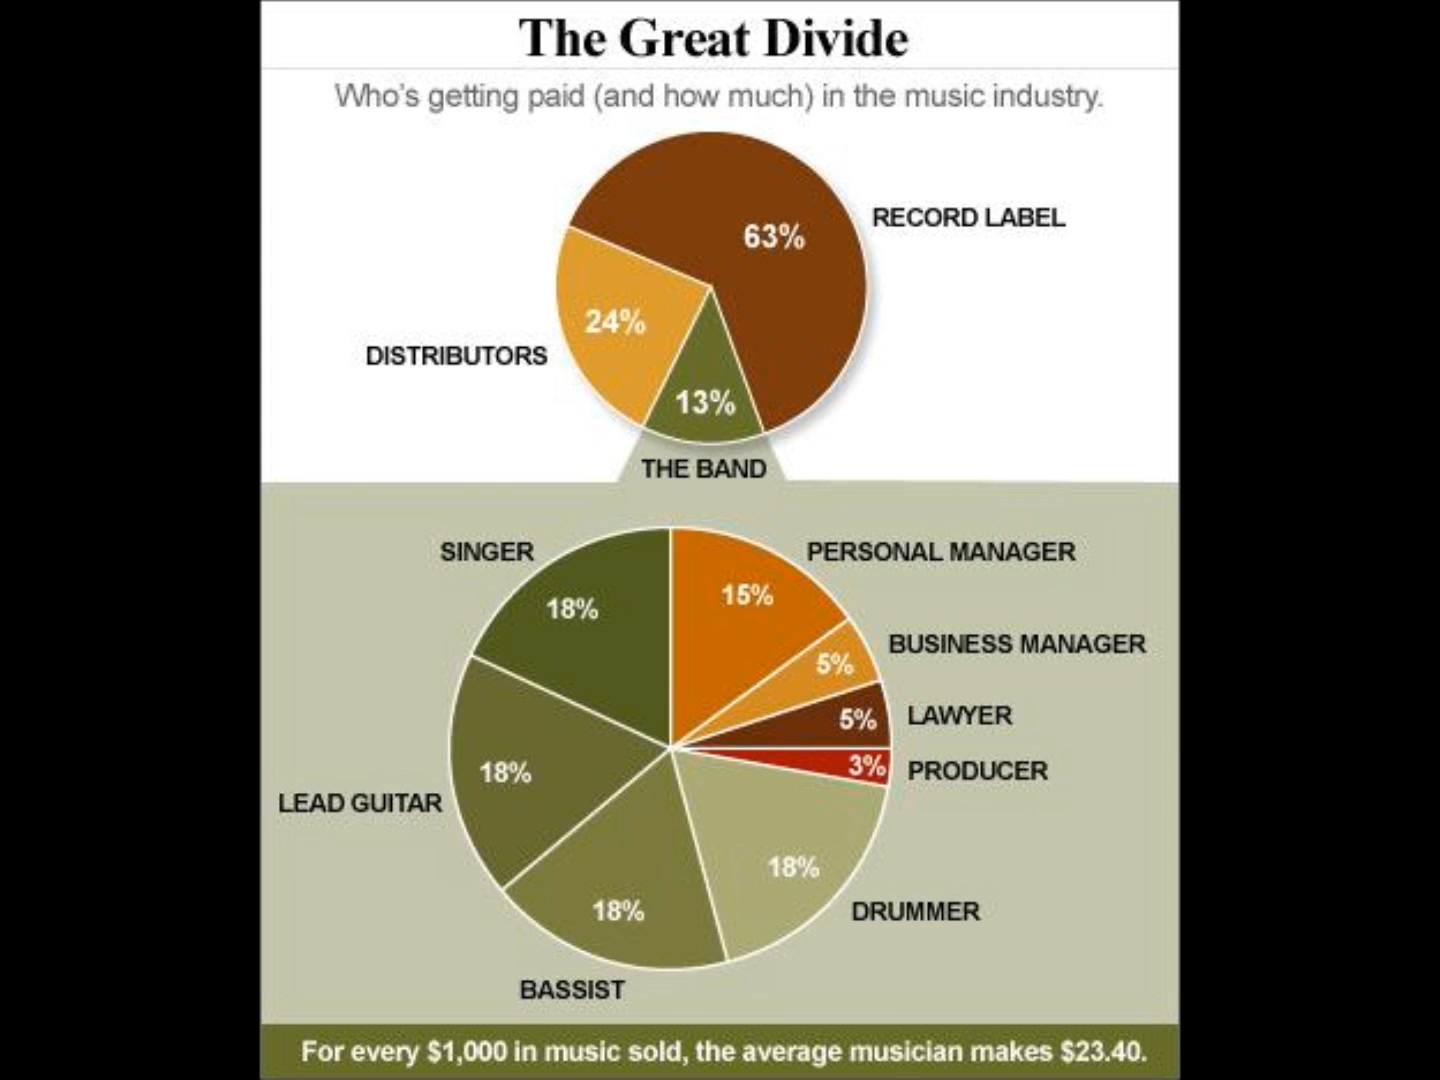 The Great Divide
Who's getting paid (and how much) in the music industry.
63%
RECORD LABEL
24%
DISTRIBUTORS
13%
THE BAND
SINGER
18%
15%
PERSONAL MANAGER
5%
BUSINESS MANAGER
5%
LAWYER
3%
PRODUCER
18%
LEAD GUITAR
18%
DRUMMER
18%
BASSIST
For every $1,000 in music sold, the average musician makes $23.40.